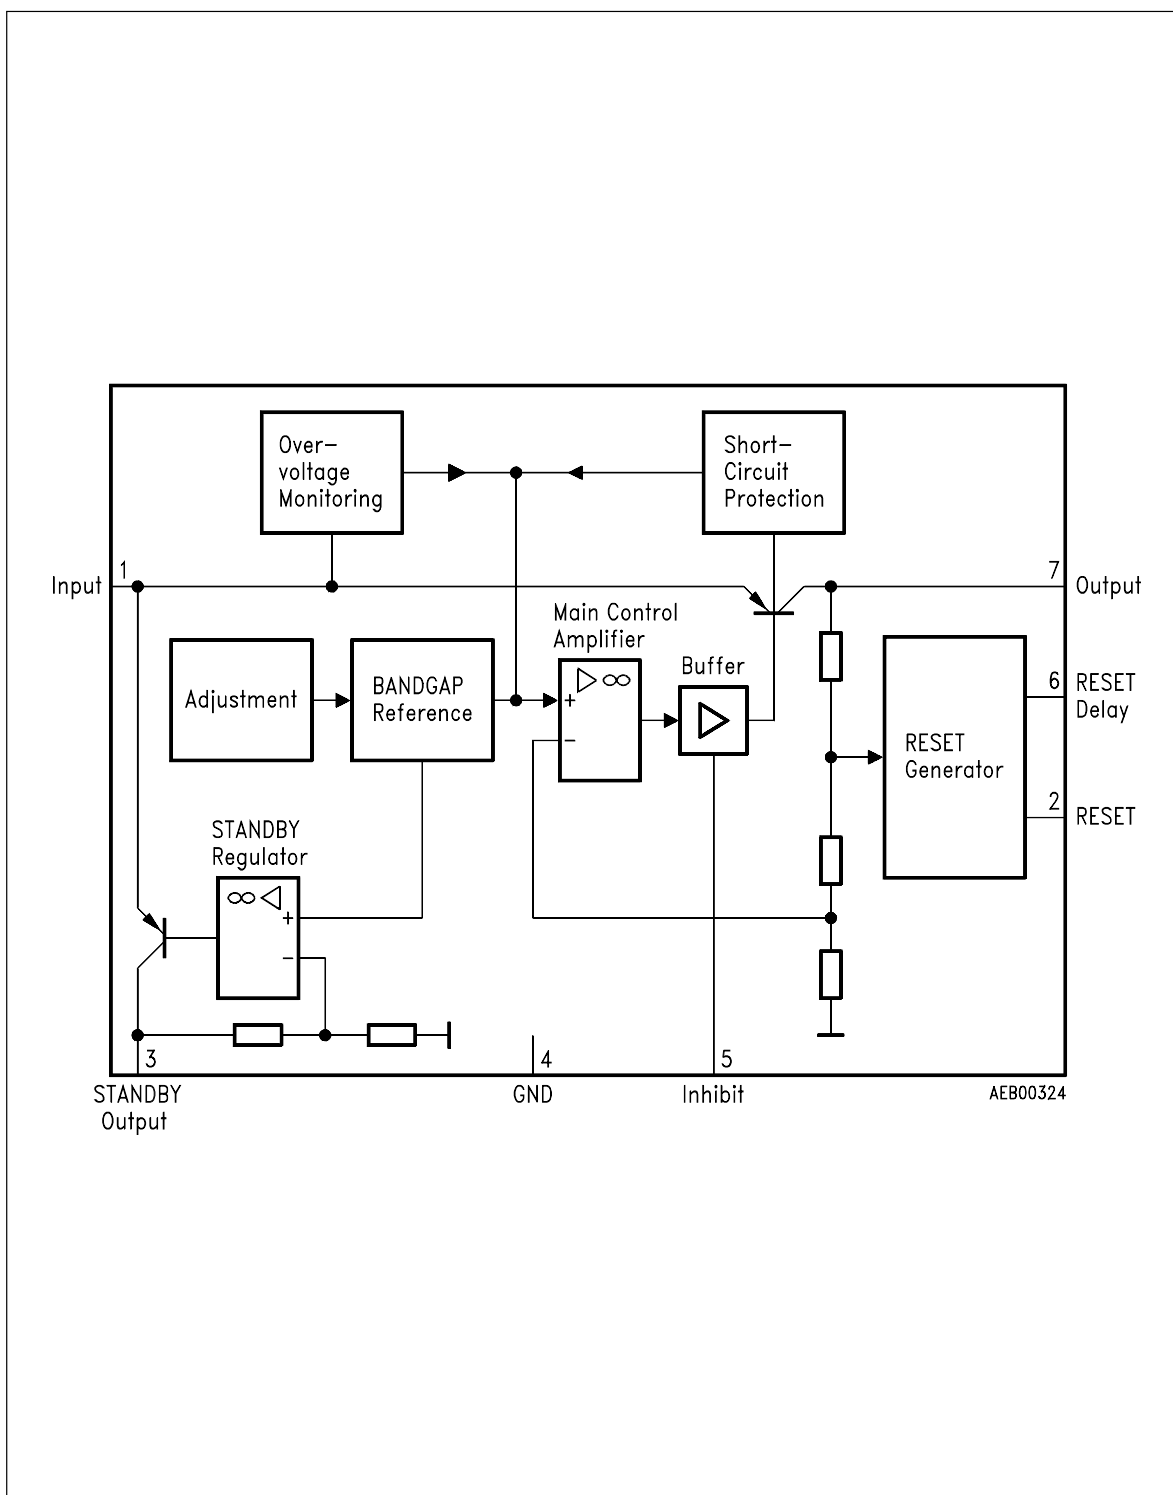 Over-
voltage
Monitoring
Short-
Circuit
Protection
1
Input
7
Output
Main Control
Amplifier
Adjustment
BANDGAP
Reference
▷ ∞
+
−
Buffer
6
RESET
Delay
RESET
Generator
2
RESET
STANDBY
Regulator
∞ ◁
+
−
3
4
5
STANDBY
Output
GND
Inhibit
AEB00324